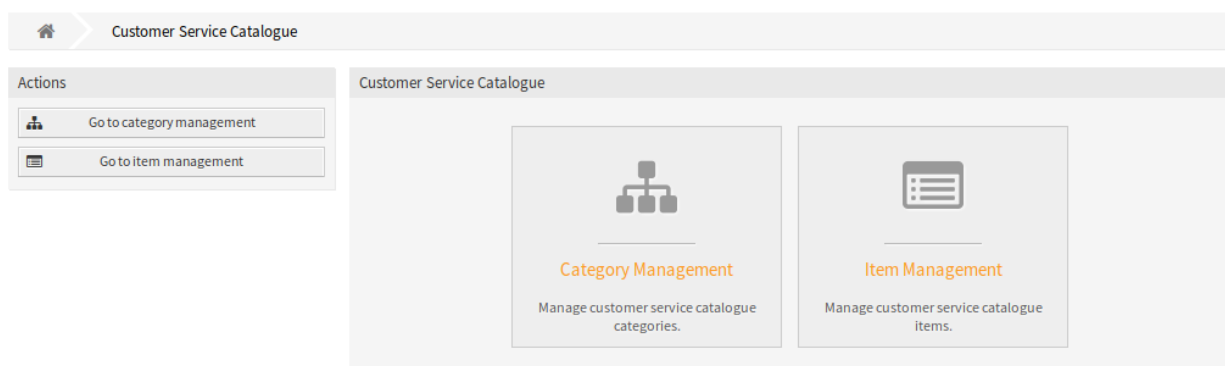 Customer Service Catalogue
Actions
Go to category management
Go to item management
Customer Service Catalogue
Category Management
Manage customer service catalogue
categories.
Item Management
Manage customer service catalogue
items.